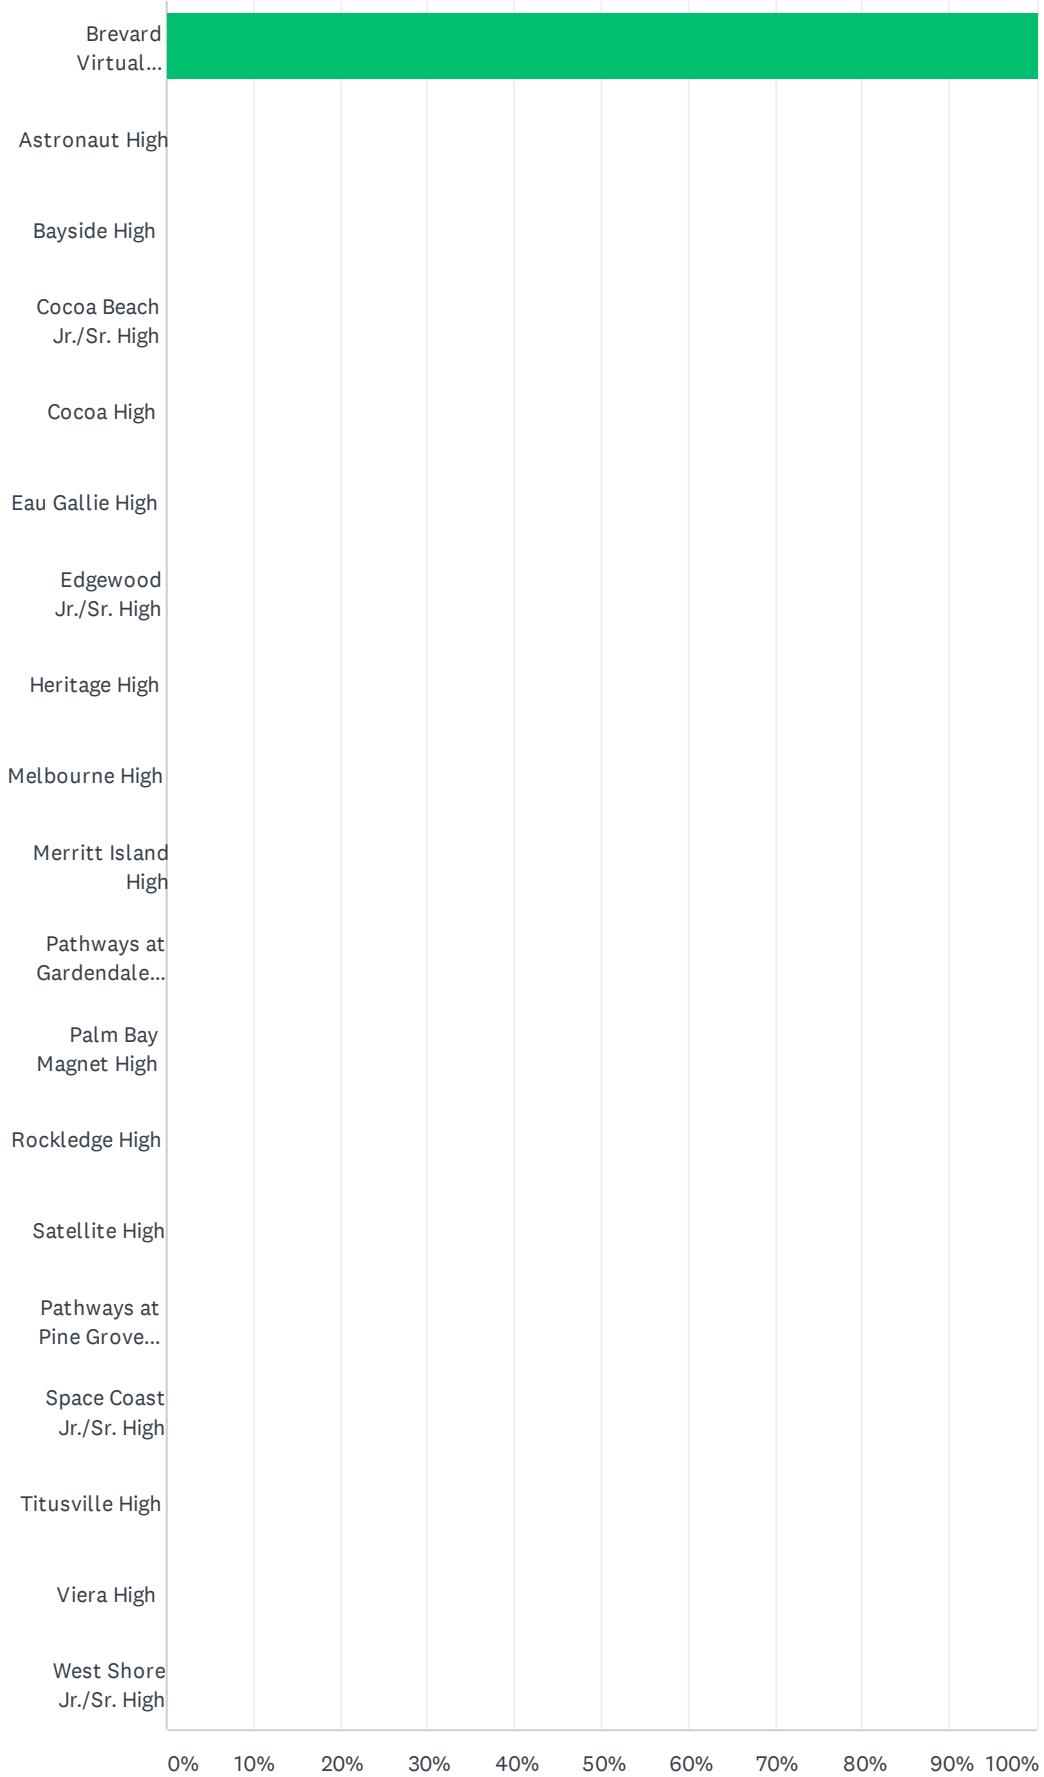 Brevard
Virtual...
Astronaut High
Bayside High
Cocoa Beach
Jr./Sr. High
Cocoa High
Eau Gallie High
Edgewood
Jr./Sr. High
Heritage High
Melbourne High
Merritt Island
High
Pathways at
Gardendale...
Palm Bay
Magnet High
Rockledge High
Satellite High
Pathways at
Pine Grove...
Space Coast
Jr./Sr. High
Titusville High
Viera High
West Shore
Jr./Sr. High
0% 10% 20% 30% 40% 50% 60% 70% 80% 90% 100%